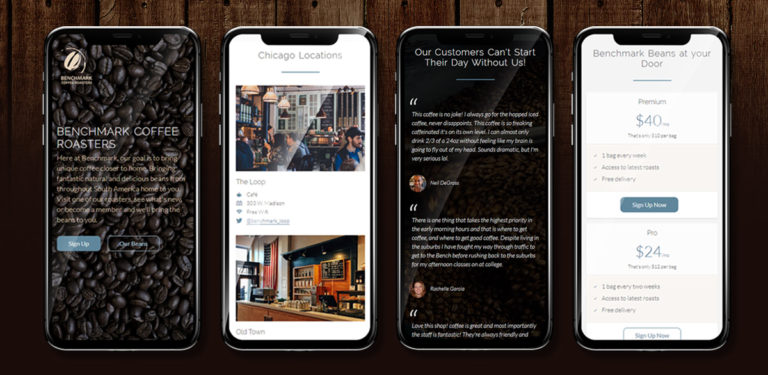 BENCHMARK
COFFEE ROASTERS
BENCHMARK COFFEE
ROASTERS
Here at Benchmark, our goal is to bring
unique coffee closer to home. Bringing
fantastic natural and delicious beans from
throughout South America home to you.
Visit one of our roasters, see what's new,
or become a member and we'll bring the
beans to you.
Sign Up
Our Beans
Chicago Locations
The Loop
Café
303 W. Madison
Free Wifi
@benchmark_loop
Old Town
Our Customers Can't Start
Their Day Without Us!
“
This coffee is no joke! I always go for the hopped iced
coffee, never disappoints. This coffee is so freaking
caffeinated it's on its own level. I can almost only
drink 2/3 of a 24oz without feeling like my brain is
going to fly out of my head. Sounds dramatic, but I'm
very serious lol.
Neil DeGrass
“
There is one thing that takes the highest priority in
the early morning hours and that is where to get
coffee, and where to get good coffee. Despite living in
the suburbs I have fought my way through traffic to
get to the Bench before rushing back to the suburbs
for my afternoon classes on at college.
Rachelle Garcia
“
Love this shop! coffee is great and most importantly
the staff is fantastic! They're always friendly and
Benchmark Beans at your
Door
Premium
$40/mo
That's only $10 per bag
✓ 1 bag every week
✓ Access to latest roasts
✓ Free delivery
Sign Up Now
Pro
$24/mo
That's only $12 per bag
✓ 1 bag every two weeks
✓ Access to latest roasts
✓ Free delivery
Sign Up Now